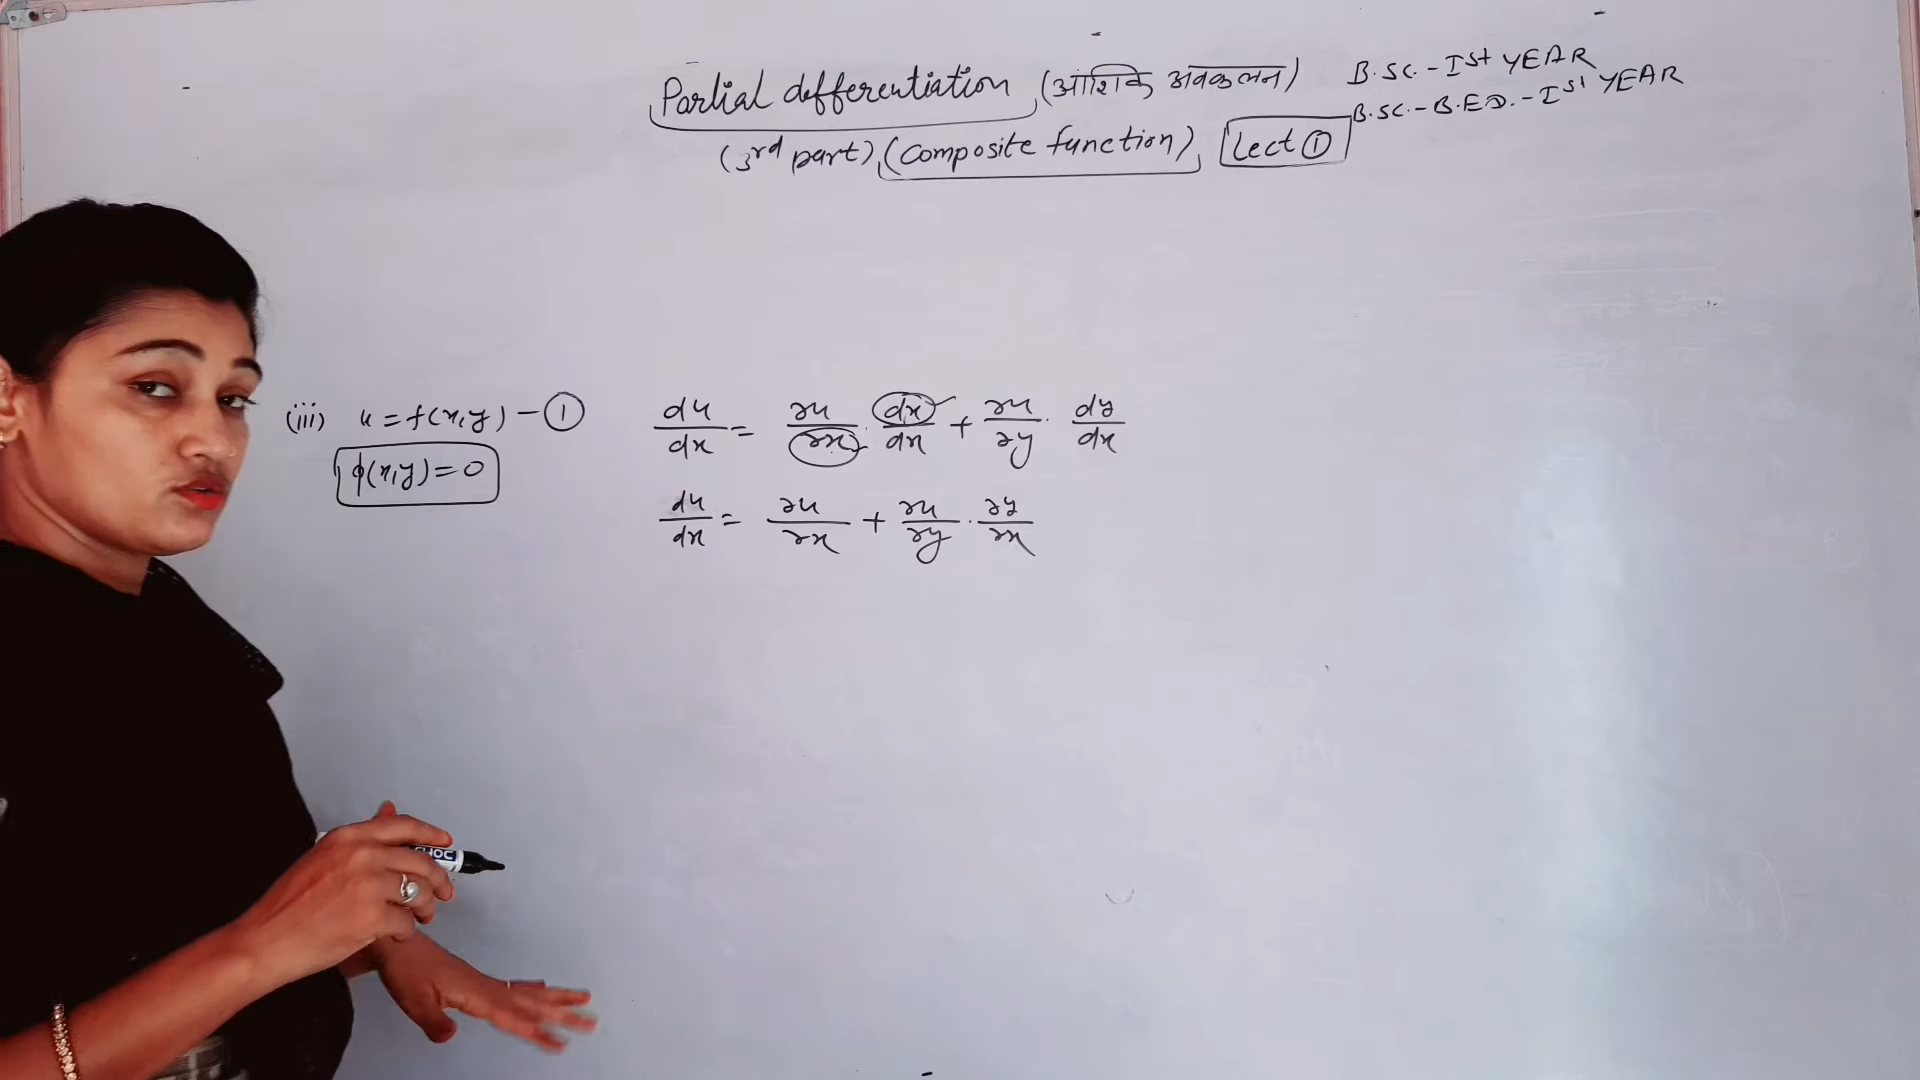 Partial differentiation (आंशिक अवकलन) B.SC.-Ist YEAR
B.SC.-B.ED.-Ist YEAR
(3rd part) (composite function) Lect ①
(iii) u = f(x,y) - ①
ϕ(x,y) = 0
du/dx = ∂u/∂x · dx/dx + ∂u/∂y · dy/dx
du/dx = ∂u/∂x + ∂u/∂y · ∂y/∂x